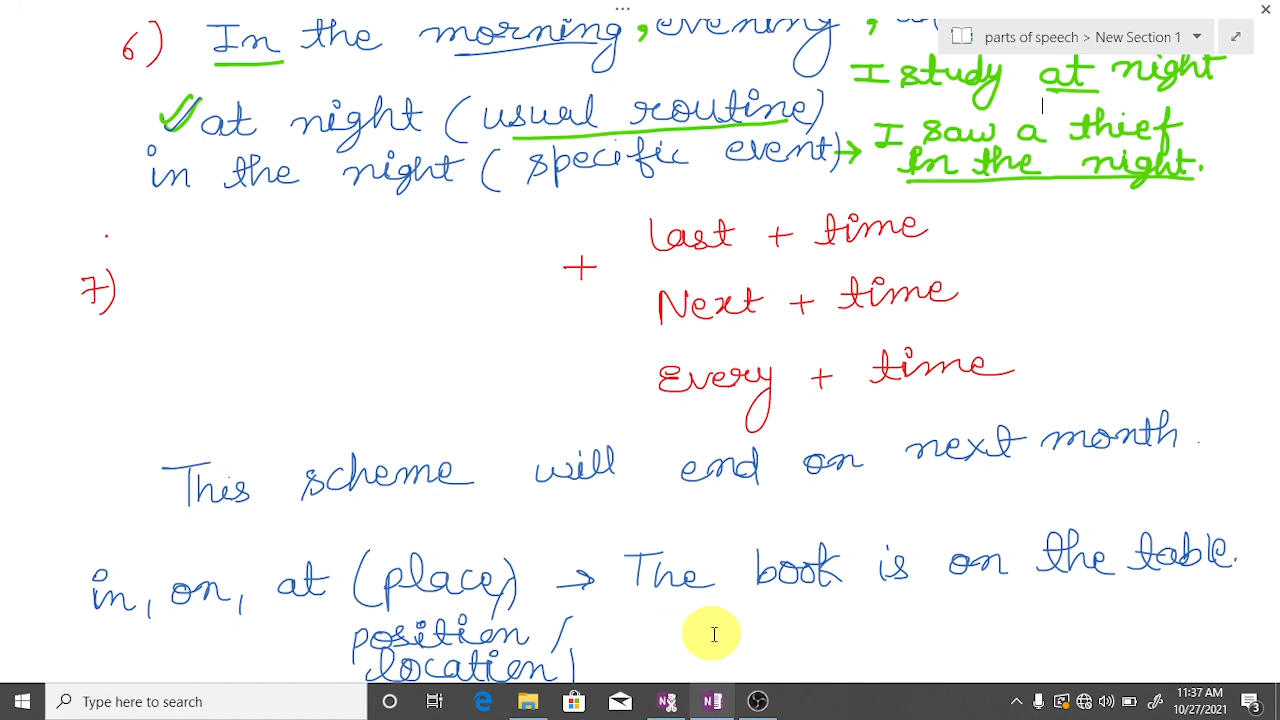 6) In the morning, evening,
parts of speech > New Section 1
I study at night
at night (usual routine)
I saw a thief
in the night (specific event) → In the night.
Last + time
7) + Next + time
Every + time
This scheme will end on next month.
in, on, at (place) → The book is on the table.
position /
location
Type here to search
11:37 AM
10/27/2021
3